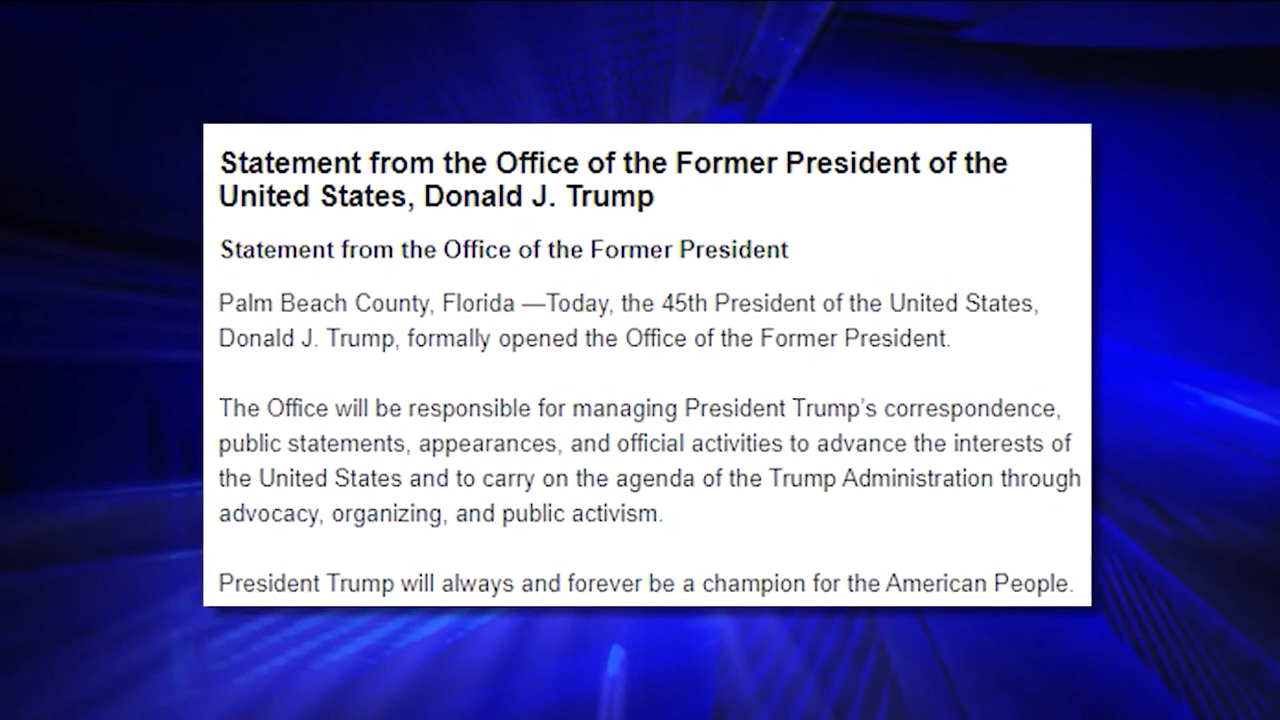 Statement from the Office of the Former President of the
United States, Donald J. Trump
Statement from the Office of the Former President
Palm Beach County, Florida —Today, the 45th President of the United States,
Donald J. Trump, formally opened the Office of the Former President.
The Office will be responsible for managing President Trump’s correspondence,
public statements, appearances, and official activities to advance the interests of
the United States and to carry on the agenda of the Trump Administration through
advocacy, organizing, and public activism.
President Trump will always and forever be a champion for the American People.